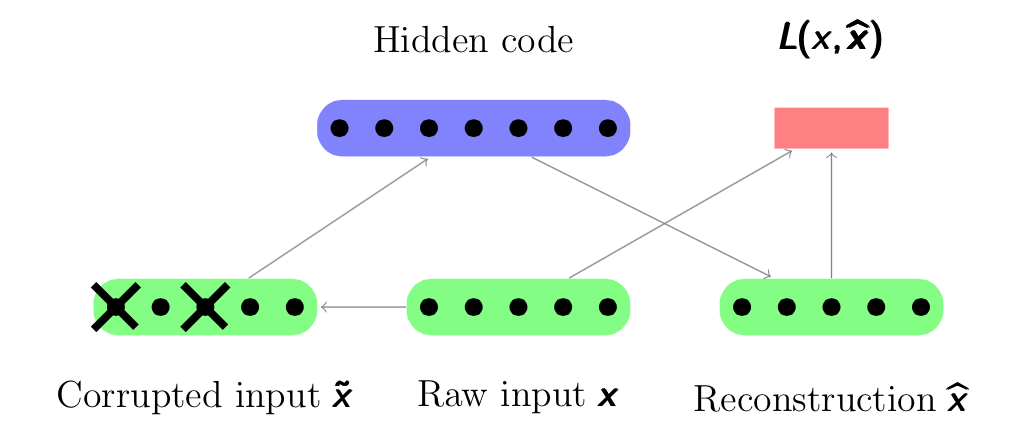 Hidden code
L(x, x̂)
Corrupted input x̃
Raw input x
Reconstruction x̂